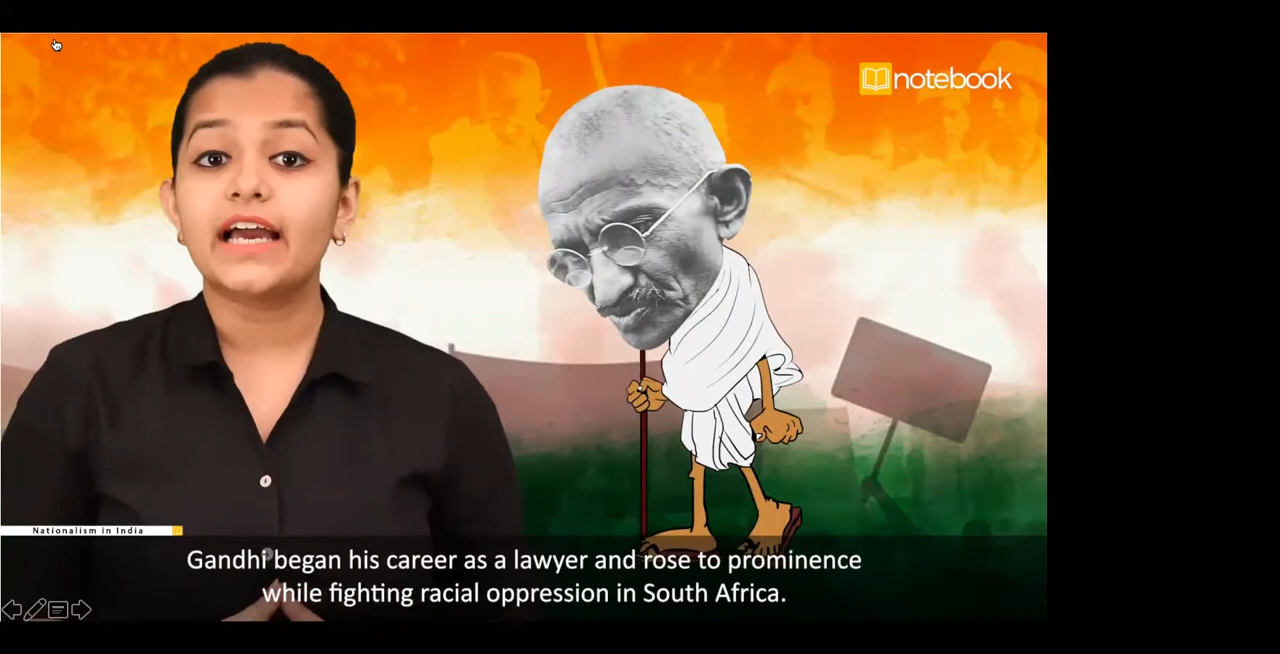 notebook
Nationalism in India
Gandhi began his career as a lawyer and rose to prominence
while fighting racial oppression in South Africa.